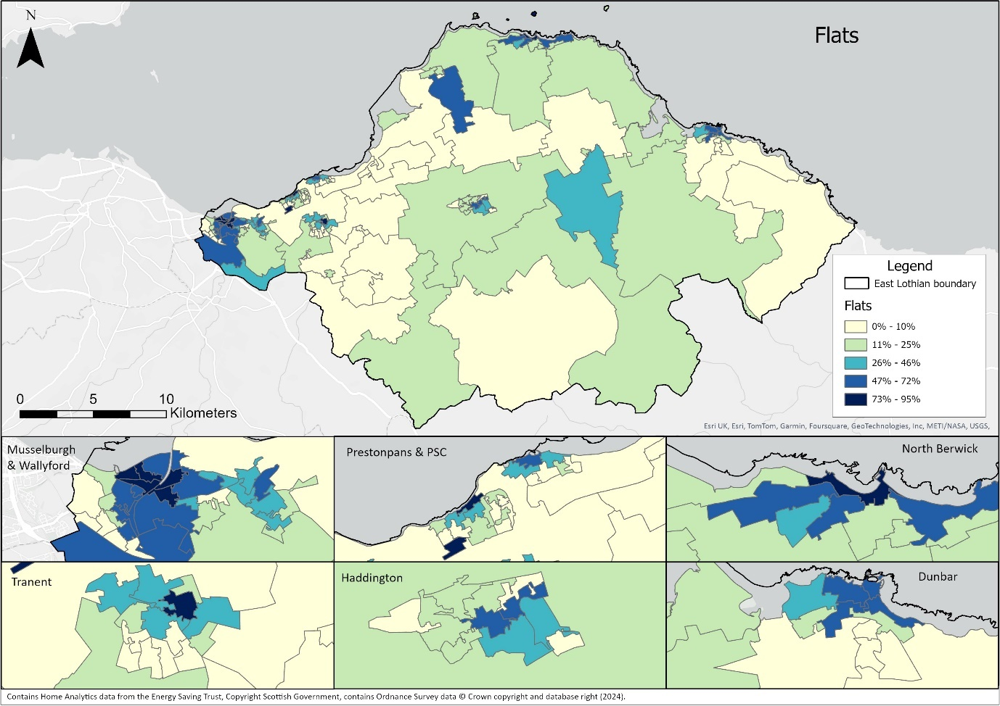 N
Flats
Legend
East Lothian boundary
Flats
0% - 10%
11% - 25%
26% - 46%
47% - 72%
73% - 95%
0 5 10
Kilometers
Esri UK, Esri, TomTom, Garmin, Foursquare, GeoTechnologies, Inc, METI/NASA, USGS,
Musselburgh
& Wallyford
Prestonpans & PSC
North Berwick
Tranent
Haddington
Dunbar
Contains Home Analytics data from the Energy Saving Trust, Copyright Scottish Government, contains Ordnance Survey data © Crown copyright and database right (2024).